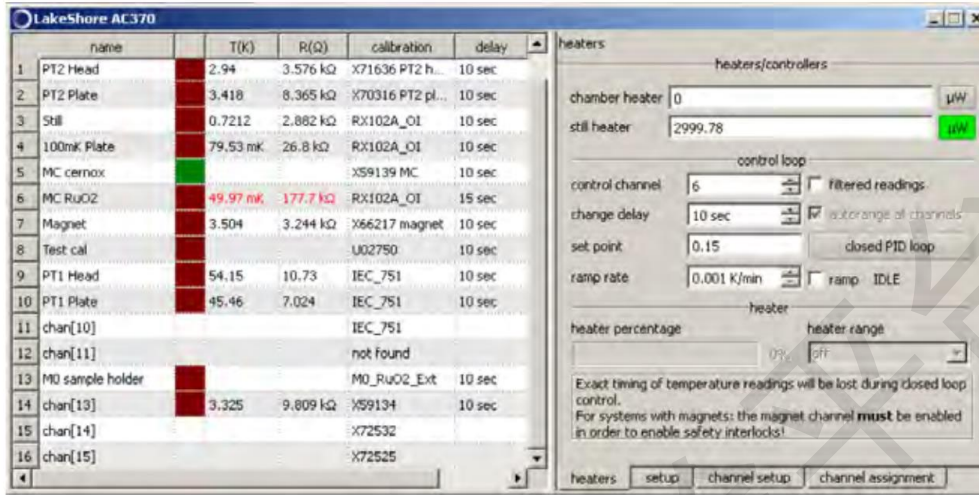 LakeShore AC370
name T(K) R(Ω) calibration delay
1 PT2 Head 2.94 3.576 kΩ X71636 PT2 h... 10 sec
2 PT2 Plate 3.418 8.365 kΩ X70316 PT2 pl... 10 sec
3 Still 0.7212 2.882 kΩ RX102A_OI 10 sec
4 100mK Plate 79.53 mK 26.8 kΩ RX102A_OI 10 sec
5 MC cernox X59139 MC 10 sec
6 MC RuO2 49.97 mK 177.7 kΩ RX102A_OI 15 sec
7 Magnet 3.504 3.244 kΩ X66217 magnet 10 sec
8 Test cal U02750 10 sec
9 PT1 Head 54.15 10.73 IEC_751 10 sec
10 PT1 Plate 45.46 7.024 IEC_751 10 sec
11 chan[10] IEC_751
12 chan[11] not found
13 M0 sample holder M0_RuO2_Ext 10 sec
14 chan[13] 3.325 9.809 kΩ X59134 10 sec
15 chan[14] X72532
16 chan[15] X72525
heaters
heaters/controllers
chamber heater 0 µW
still heater 2999.78 µW
control loop
control channel 6 filtered readings
change delay 10 sec autorange all channels
set point 0.15 closed PID loop
ramp rate 0.001 K/min ramp IDLE
heater
heater percentage heater range
0% off
Exact timing of temperature readings will be lost during closed loop
control.
For systems with magnets: the magnet channel must be enabled
in order to enable safety interlocks!
heaters setup channel setup channel assignment